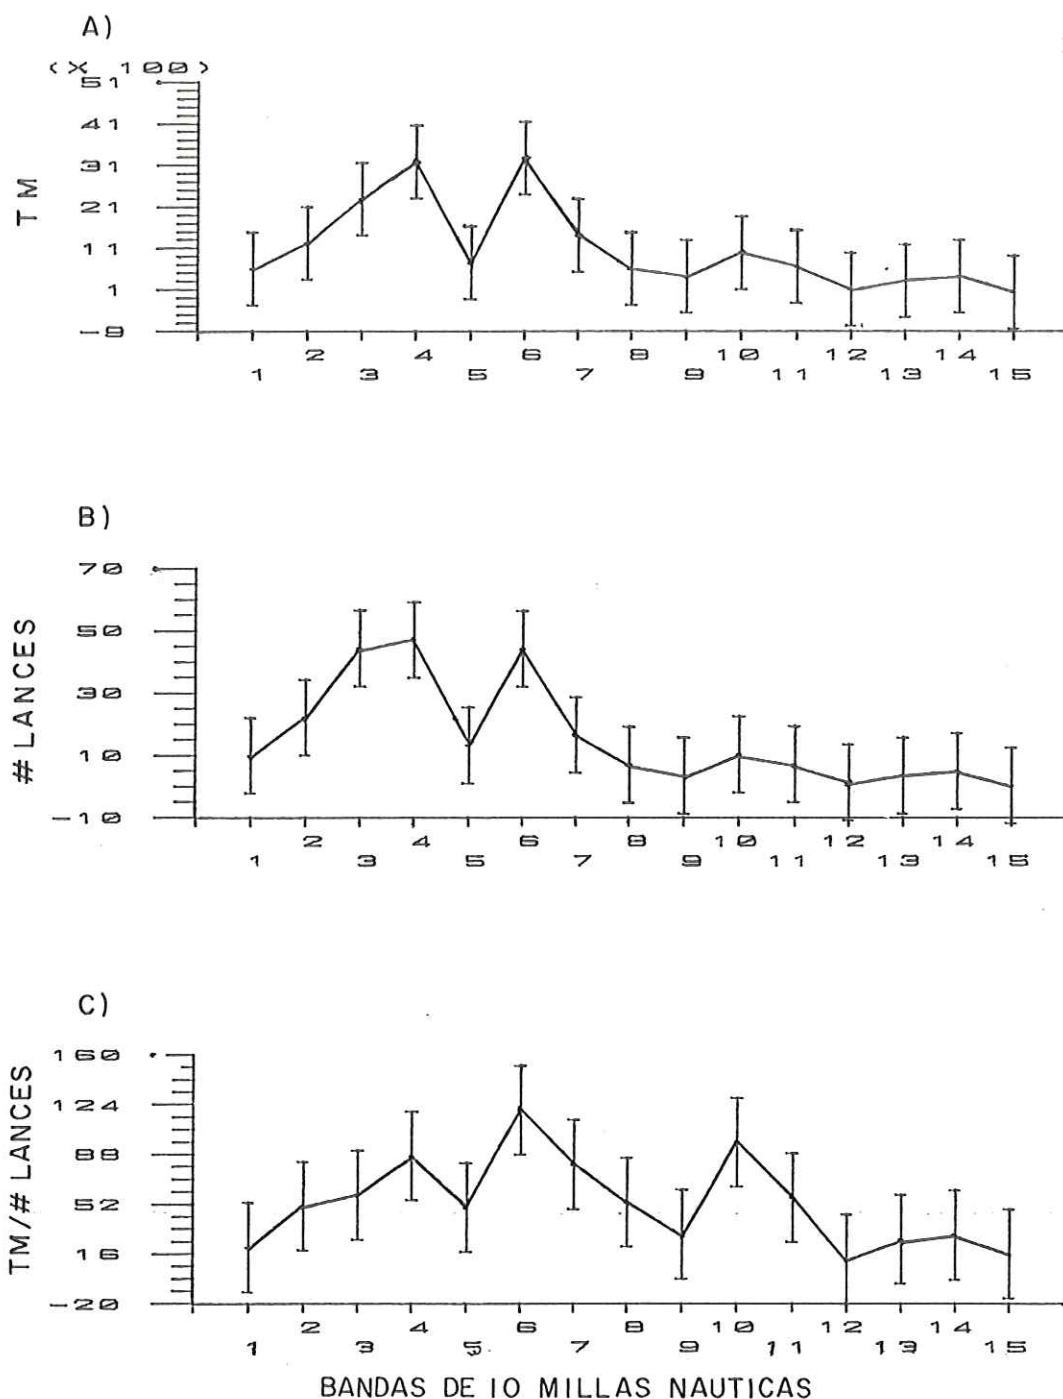 A)
(X 100)
51
41
31
21
11
1
-9
TM
2 4 6 8 10 12 14
1 3 5 7 9 11 13 15
B)
70
50
30
10
-10
# LANCES
2 4 6 8 10 12 14
1 3 5 7 9 11 13 15
C)
160
124
88
52
16
-20
TM/# LANCES
2 4 6 8 10 12 14
1 3 5 7 9 11 13 15
BANDAS DE 10 MILLAS NAUTICAS